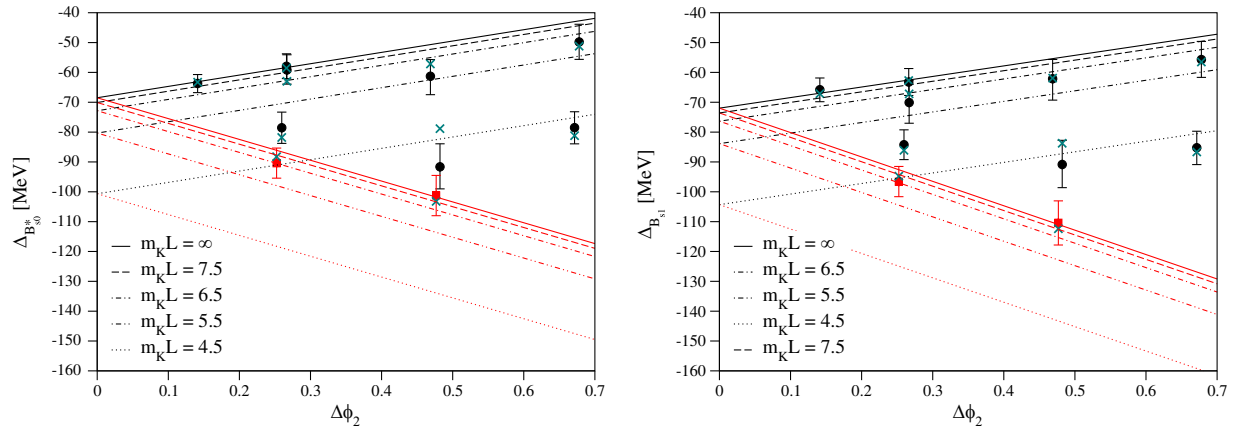 -40
-50
-60
-70
-80
-90
-100
-110
-120
-130
-140
-150
-160
Δ_{B*_{s0}} [MeV]
m_K L = ∞
m_K L = 7.5
m_K L = 6.5
m_K L = 5.5
m_K L = 4.5
0 0.1 0.2 0.3 0.4 0.5 0.6 0.7
Δϕ_2
-40
-50
-60
-70
-80
-90
-100
-110
-120
-130
-140
-150
-160
Δ_{B_{s1}} [MeV]
m_K L = ∞
m_K L = 6.5
m_K L = 5.5
m_K L = 4.5
m_K L = 7.5
0 0.1 0.2 0.3 0.4 0.5 0.6 0.7
Δϕ_2